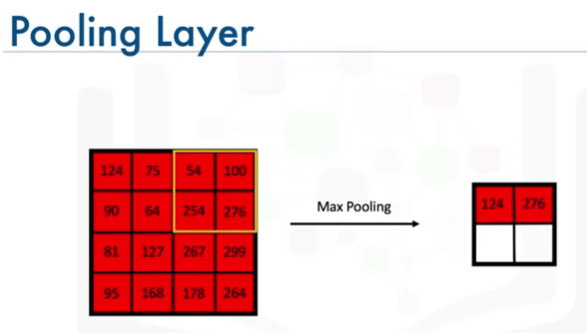 Pooling Layer
124 75 54 100
90 64 254 276
81 127 267 299
95 168 178 264
Max Pooling
124 276